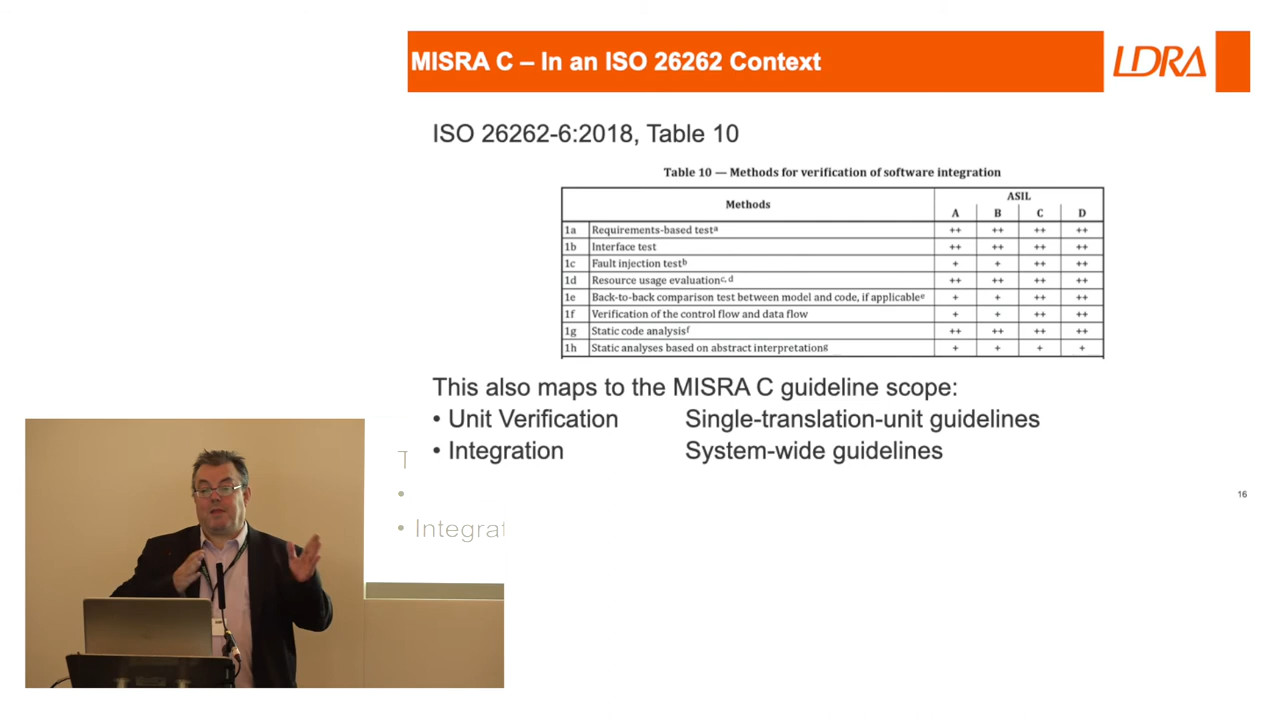 MISRA C – In an ISO 26262 Context
LDRA
ISO 26262-6:2018, Table 10
Table 10 — Methods for verification of software integration
Methods ASIL
A B C D
1a Requirements-based testᵃ ++ ++ ++ ++
1b Interface test ++ ++ ++ ++
1c Fault injection testᵇ + + ++ ++
1d Resource usage evaluationᶜ,ᵈ ++ ++ ++ ++
1e Back-to-back comparison test between model and code, if applicableᵉ + + ++ ++
1f Verification of the control flow and data flow + + ++ ++
1g Static code analysisᶠ ++ ++ ++ ++
1h Static analyses based on abstract interpretationᵍ + + + +
This also maps to the MISRA C guideline scope:
• Unit Verification Single-translation-unit guidelines
• Integration System-wide guidelines
16
T
•
• Integrat